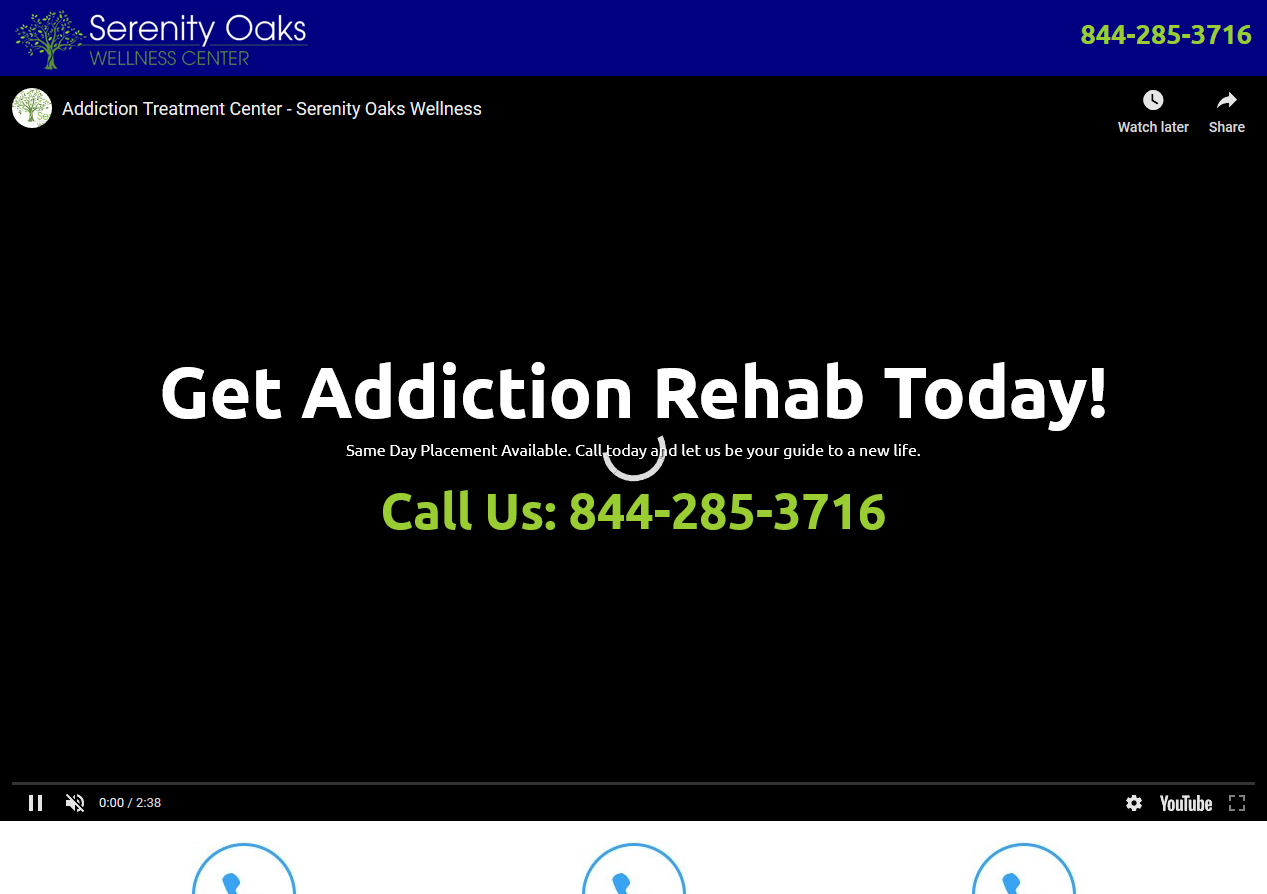 Serenity Oaks
WELLNESS CENTER
844-285-3716
Addiction Treatment Center - Serenity Oaks Wellness
Watch later
Share
Get Addiction Rehab Today!
Same Day Placement Available. Call today and let us be your guide to a new life.
Call Us: 844-285-3716
0:00 / 2:38
YouTube